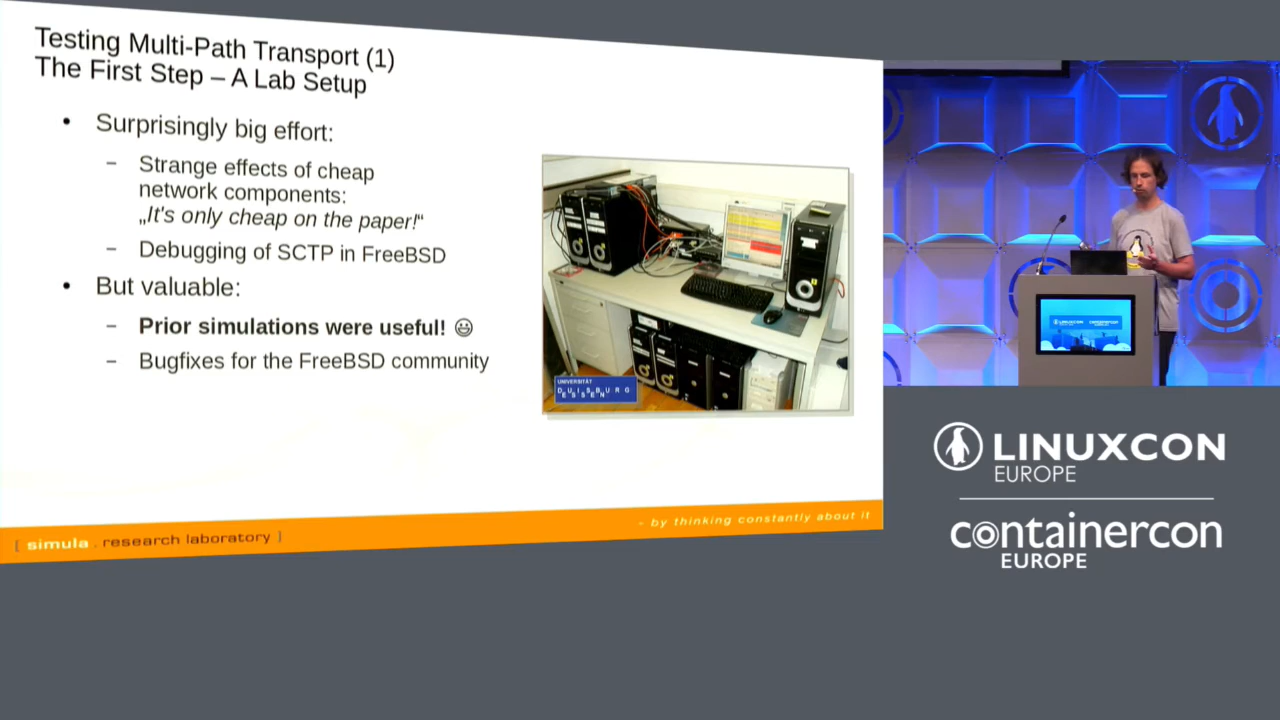 Testing Multi-Path Transport (1)
The First Step – A Lab Setup
• Surprisingly big effort:
– Strange effects of cheap
network components:
„It's only cheap on the paper!“
– Debugging of SCTP in FreeBSD
• But valuable:
– Prior simulations were useful! 😃
– Bugfixes for the FreeBSD community
UNIVERSITÄT
DUISBURG
ESSEN
[ simula . research laboratory ]
- by thinking constantly about it
LINUXCON
EUROPE
containercon
EUROPE